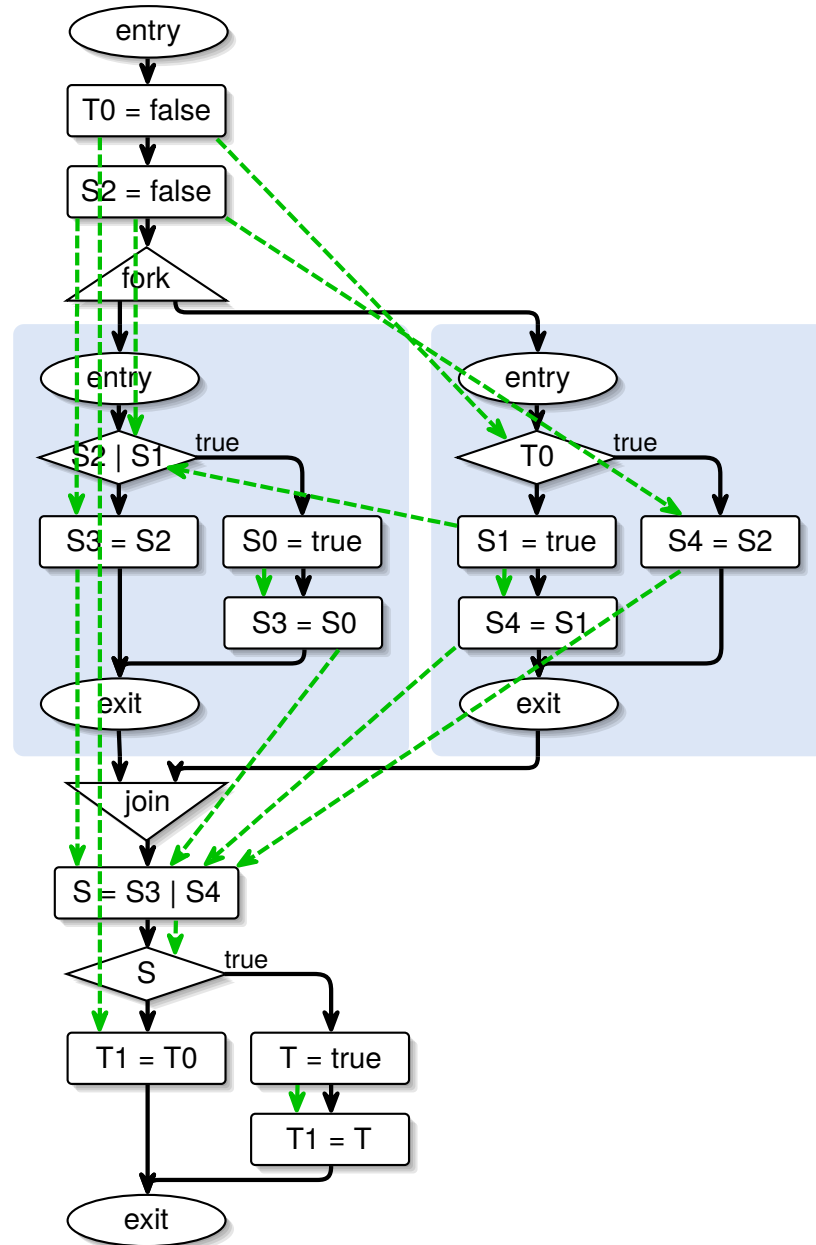 entry
T0 = false
S2 = false
fork
entry
entry
S2 | S1
true
T0
true
S3 = S2
S0 = true
S1 = true
S4 = S2
S3 = S0
S4 = S1
exit
exit
join
S = S3 | S4
S
true
T1 = T0
T = true
T1 = T
exit